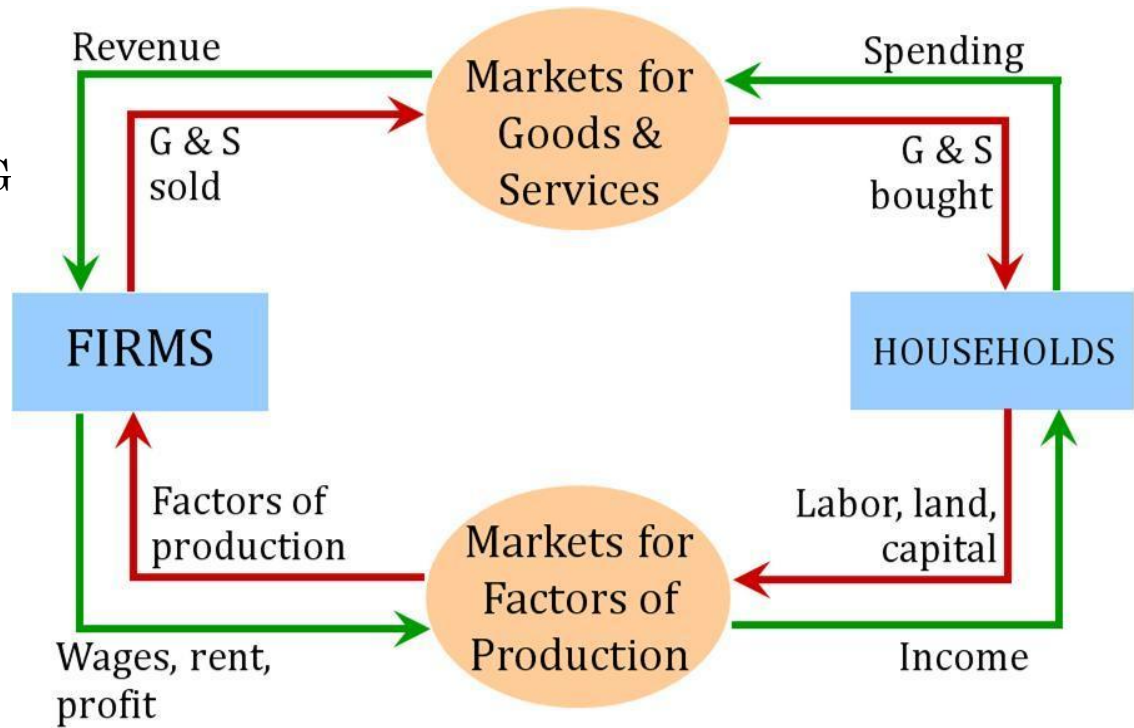 Revenue
Markets for
Goods &
Services
Spending
G & S
sold
G & S
bought
G
FIRMS
HOUSEHOLDS
Factors of
production
Markets for
Factors of
Production
Labor, land,
capital
Wages, rent,
profit
Income